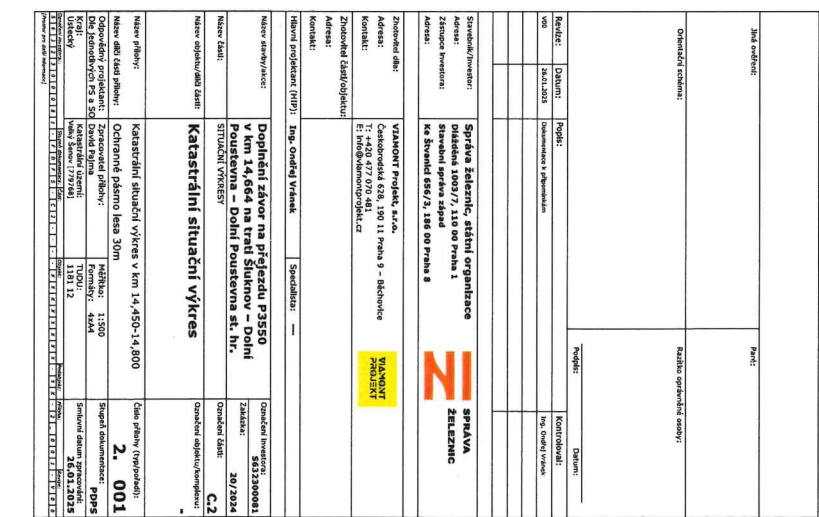 Jiná ověření:
Paré:
Orientační schéma:
Razítko oprávněné osoby:
Podpis:
Datum:
Revize:
Datum:
Popis:
Kontroloval:
V00
26.01.2025
Dokumentace k připomínkám
Ing. Ondřej Vránek
Stavebník/Investor:
Správa železnic, státní organizace
Adresa:
Dlážděná 1003/7, 110 00 Praha 1
Zástupce investora:
Stavební správa západ
Adresa:
Ke Štvanici 656/3, 186 00 Praha 8
SPRÁVA
ŽELEZNIC
Zhotovitel díla:
VIAMONT Projekt, s.r.o.
Adresa:
Českobrodská 628, 190 11 Praha 9 – Běchovice
Kontakt:
T: +420 477 070 481
E: info@viamontprojekt.cz
VIAMONT
PROJEKT
Zhotovitel části/objektu:
Adresa:
Kontakt:
Hlavní projektant (HIP):
Ing. Ondřej Vránek
Specialista:
—
Název stavby/akce:
Doplnění závor na přejezdu P3550
v km 14,664 na trati Šluknov – Dolní
Poustevna – Dolní Poustevna st. hr.
Označení investora:
S632300081
Zakázka:
20/2024
Název části:
SITUAČNÍ VÝKRESY
Označení části:
C.2
Název objektu/dílčí části:
Katastrální situační výkres
Označení objektu/komplexu:
-
Název přílohy:
Katastrální situační výkres v km 14,450-14,800
Název dílčí části přílohy:
Ochranné pásmo lesa 30m
Číslo přílohy (typ/pořadí):
2. 001
Odpovědný projektant:
Dle jednotlivých PS a SO
Zpracovatel přílohy:
David Pajma
Měřítko: 1:500
Formáty: 4xA4
Stupeň dokumentace:
PDPS
Kraj:
Ústecký
Katastrální území:
Velký Šenov [779768]
TUDU:
1181 12
Smluvní datum zpracování:
26.01.2025